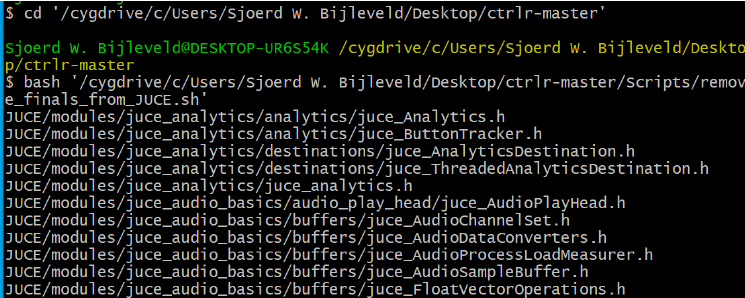 $ cd '/cygdrive/c/Users/Sjoerd W. Bijleveld/Desktop/ctrlr-master'
Sjoerd W. Bijleveld@DESKTOP-UR6S54K /cygdrive/c/Users/Sjoerd W. Bijleveld/Deskto
p/ctrlr-master
$ bash '/cygdrive/c/Users/Sjoerd W. Bijleveld/Desktop/ctrlr-master/Scripts/remov
e_finals_from_JUCE.sh'
JUCE/modules/juce_analytics/analytics/juce_Analytics.h
JUCE/modules/juce_analytics/analytics/juce_ButtonTracker.h
JUCE/modules/juce_analytics/destinations/juce_AnalyticsDestination.h
JUCE/modules/juce_analytics/destinations/juce_ThreadedAnalyticsDestination.h
JUCE/modules/juce_analytics/juce_analytics.h
JUCE/modules/juce_audio_basics/audio_play_head/juce_AudioPlayHead.h
JUCE/modules/juce_audio_basics/buffers/juce_AudioChannelSet.h
JUCE/modules/juce_audio_basics/buffers/juce_AudioDataConverters.h
JUCE/modules/juce_audio_basics/buffers/juce_AudioProcessLoadMeasurer.h
JUCE/modules/juce_audio_basics/buffers/juce_AudioSampleBuffer.h
JUCE/modules/juce_audio_basics/buffers/juce_FloatVectorOperations.h